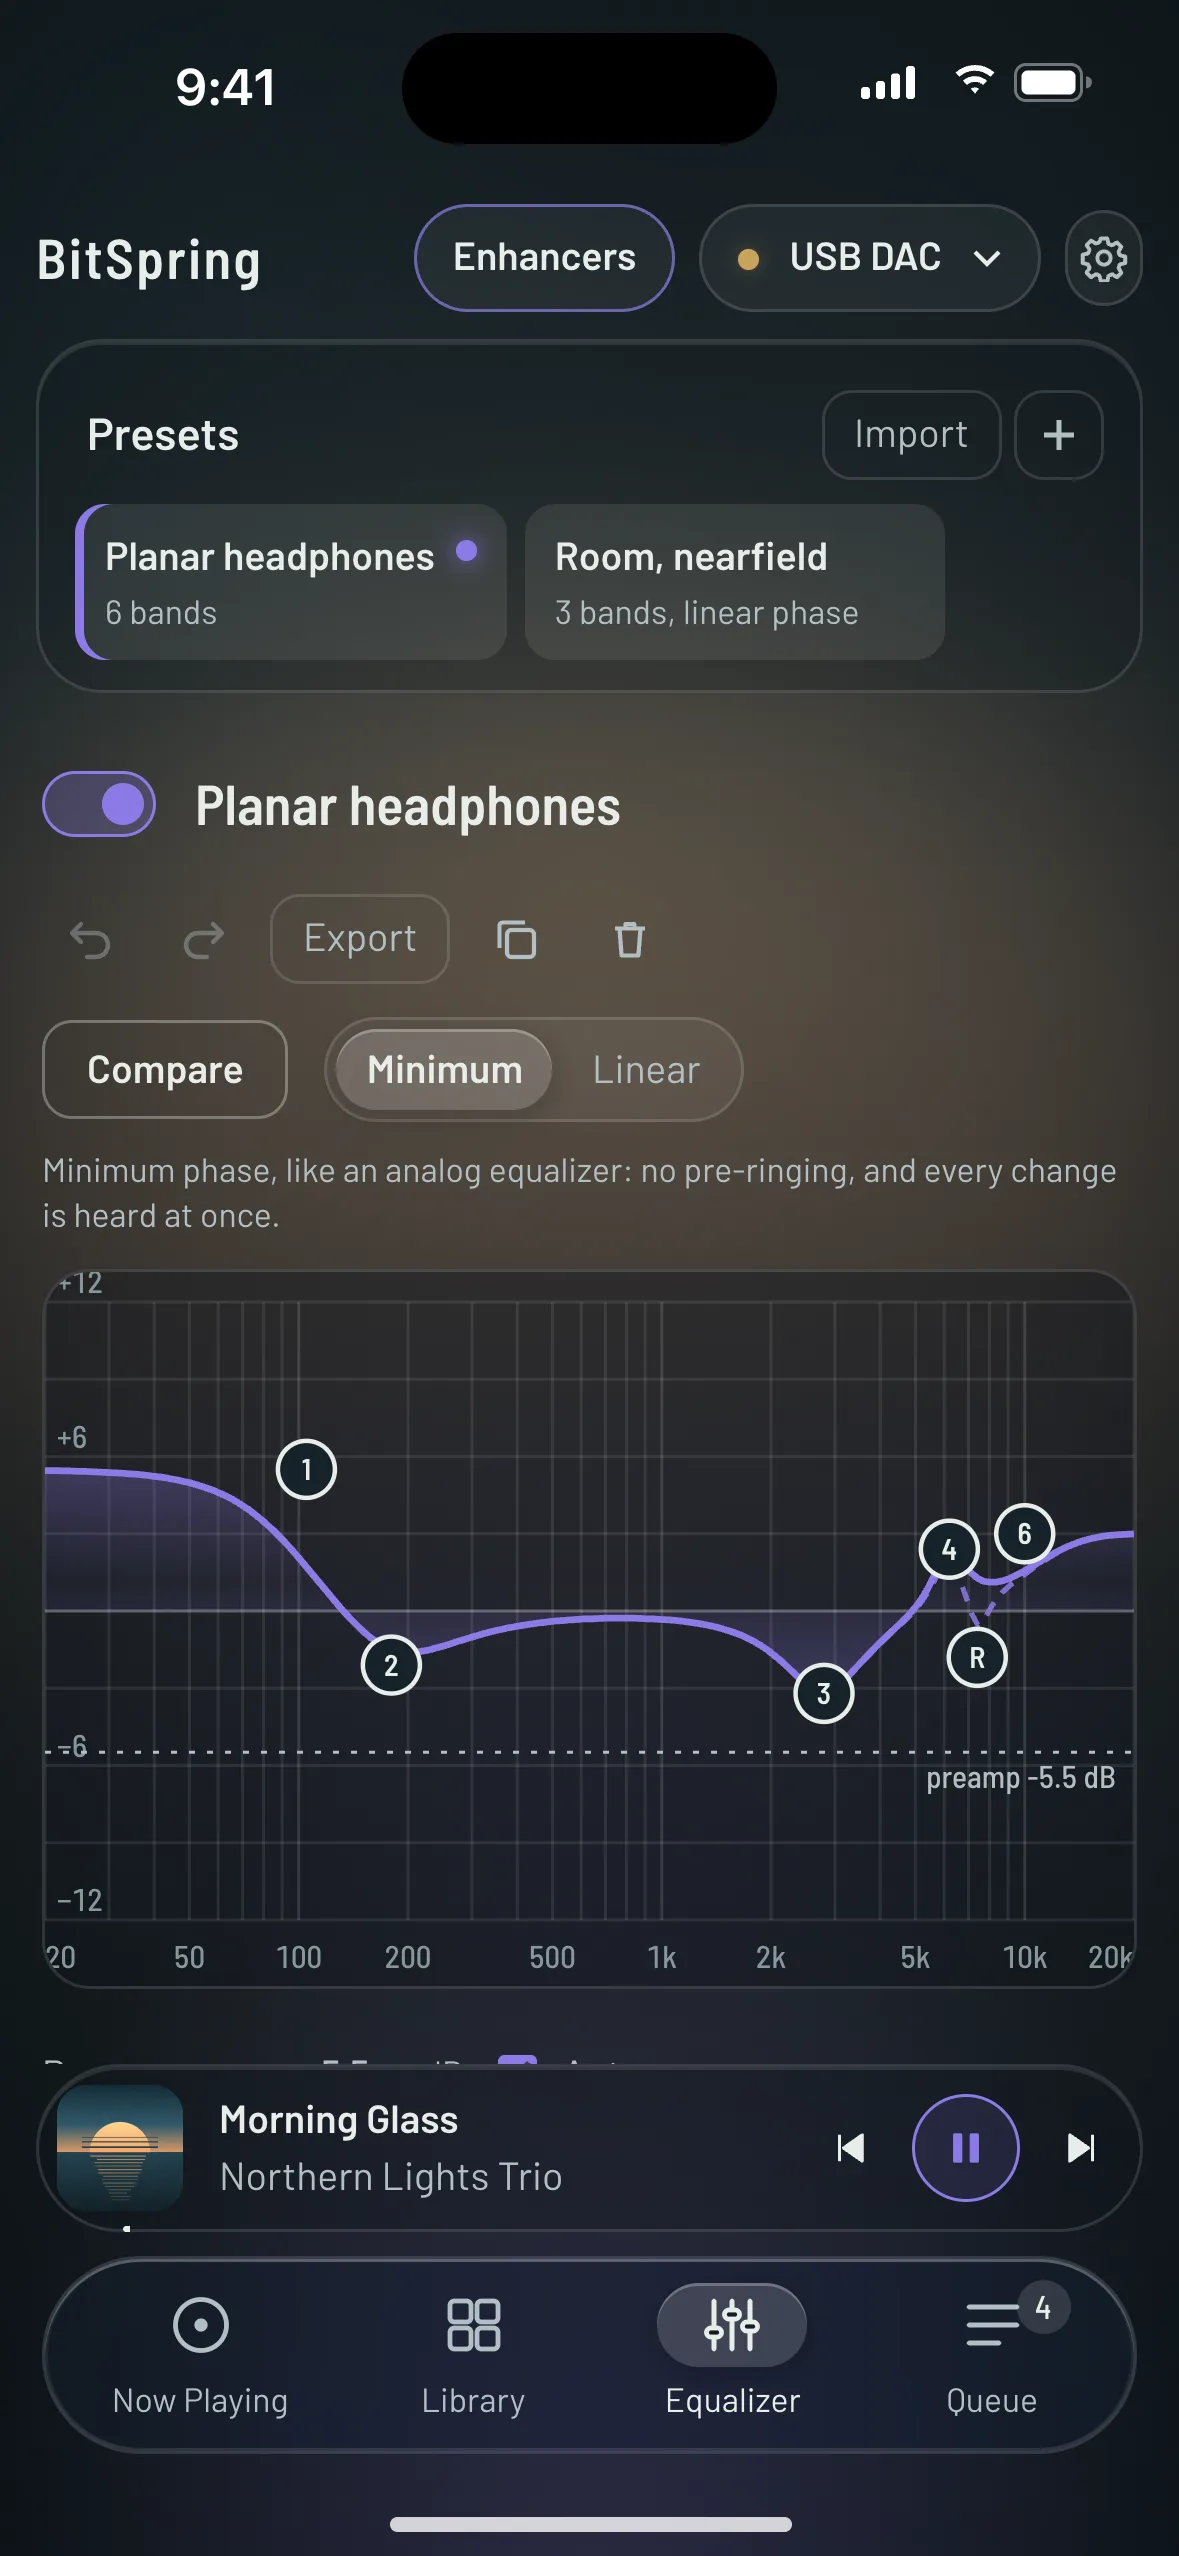 9:41
BitSpring
Enhancers
USB DAC
Presets
Import
Planar headphones
6 bands
Room, nearfield
3 bands, linear phase
Planar headphones
Export
Compare
Minimum
Linear
Minimum phase, like an analog equalizer: no pre-ringing, and every change
is heard at once.
+12
+6
1
6
4
2
R
3
−6
preamp -5.5 dB
−12
20
50
100
200
500
1k
2k
5k
10k
20k
Morning Glass
Northern Lights Trio
4
Now Playing
Library
Equalizer
Queue